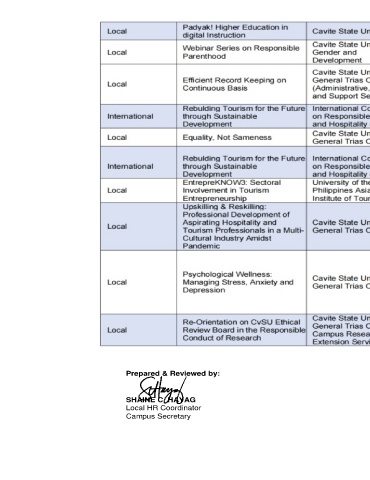 Local
Padyak! Higher Education in
digital Instruction
Cavite State Un
Local
Webinar Series on Responsible
Parenthood
Cavite State Un
Gender and
Development
Local
Efficient Record Keeping on
Continuous Basis
Cavite State Un
General Trias C
(Administrative,
and Support Se
International
Rebulding Tourism for the Future
through Sustainable
Development
International Co
on Responsible
and Hospitality
Local
Equality, Not Sameness
Cavite State Un
General Trias C
International
Rebulding Tourism for the Future
through Sustainable
Development
International Co
on Responsible
and Hospitality
Local
EntrepreKNOW3: Sectoral
Involvement in Tourism
Entrepreneurship
University of the
Philippines Asia
Institute of Tour
Local
Upskilling & Reskilling:
Professional Development of
Aspiring Hospitality and
Tourism Professionals in a Multi-
Cultural Industry Amidst
Pandemic
Cavite State Un
General Trias C
Local
Psychological Wellness:
Managing Stress, Anxiety and
Depression
Cavite State Un
General Trias C
Local
Re-Orientation on CvSU Ethical
Review Board in the Responsible
Conduct of Research
Cavite State Un
General Trias C
Campus Resea
Extension Servi
Prepared & Reviewed by:
SHAINE C. HAYAG
Local HR Coordinator
Campus Secretary